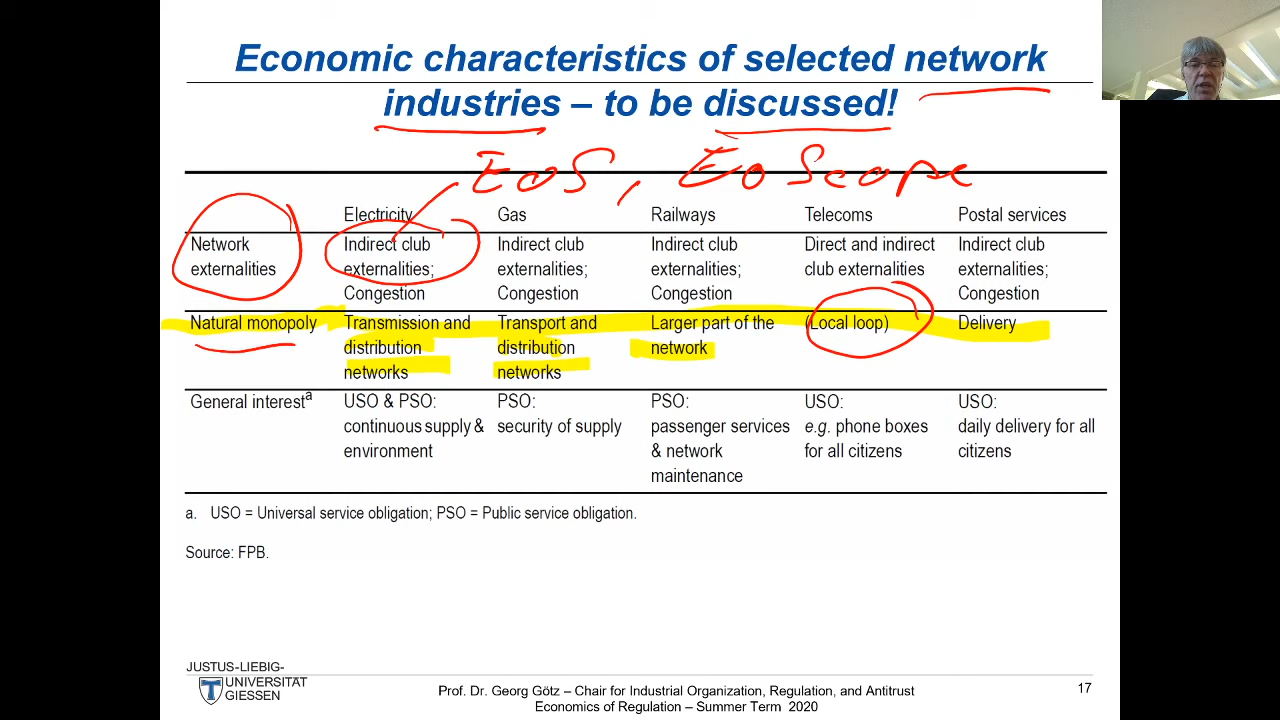 Economic characteristics of selected network
industries – to be discussed!
EoS, EoScope
Electricity Gas Railways Telecoms Postal services
Network Indirect club Indirect club Indirect club Direct and indirect Indirect club
externalities externalities; externalities; externalities; club externalities externalities;
Congestion Congestion Congestion Congestion
Natural monopoly Transmission and Transport and Larger part of the (Local loop) Delivery
distribution distribution network
networks networks
General interest^a USO & PSO: PSO: PSO: USO: USO:
continuous supply & security of supply passenger services e.g. phone boxes daily delivery for all
environment & network for all citizens citizens
maintenance
a. USO = Universal service obligation; PSO = Public service obligation.
Source: FPB.
JUSTUS-LIEBIG-
UNIVERSITÄT
GIESSEN
Prof. Dr. Georg Götz – Chair for Industrial Organization, Regulation, and Antitrust
Economics of Regulation – Summer Term 2020
17